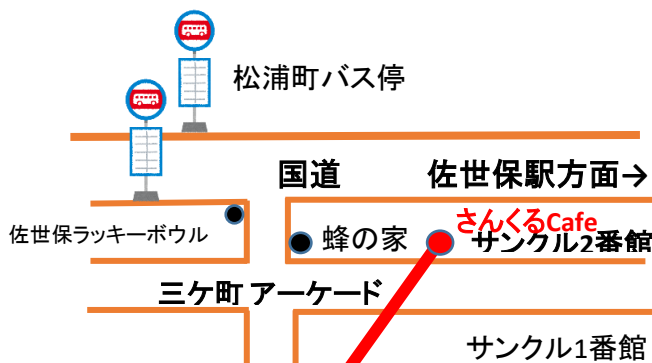 松浦町バス停
国道
佐世保駅方面→
さんくるCafe
佐世保ラッキーボウル
蜂の家
サンクル2番館
三ケ町 アーケード
サンクル1番館